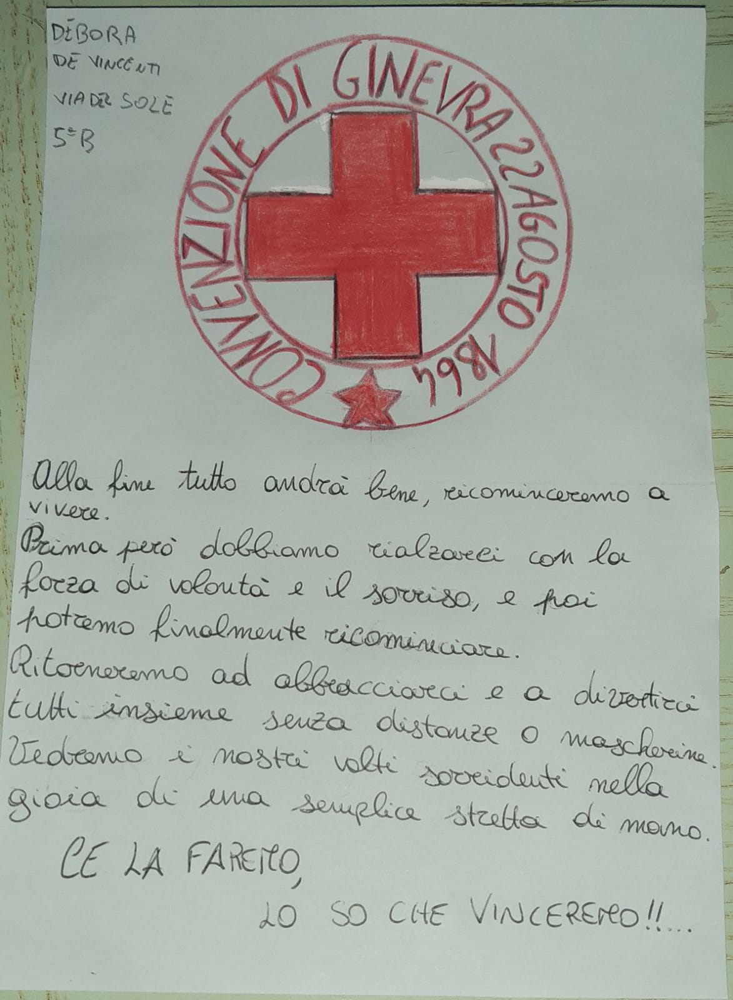 DÈBORA
DE VINCENTI
VIA DEL SOLE
5ªB
CONVENZIONE DI GINEVRA 22 AGOSTO 1864
Alla fine tutto andrà bene, ricominceremo a
vivere.
Prima però dobbiamo rialzarci con la
forza di volontà e il sorriso, e poi
potremo finalmente ricominciare.
Ritorneremo ad abbracciarci e a divertirci
tutti insieme senza distanze o mascherine.
Vedremo i nostri volti sorridenti nella
gioia di una semplice stretta di mano.
CE LA FAREMO,
LO SO CHE VINCEREMO!!...